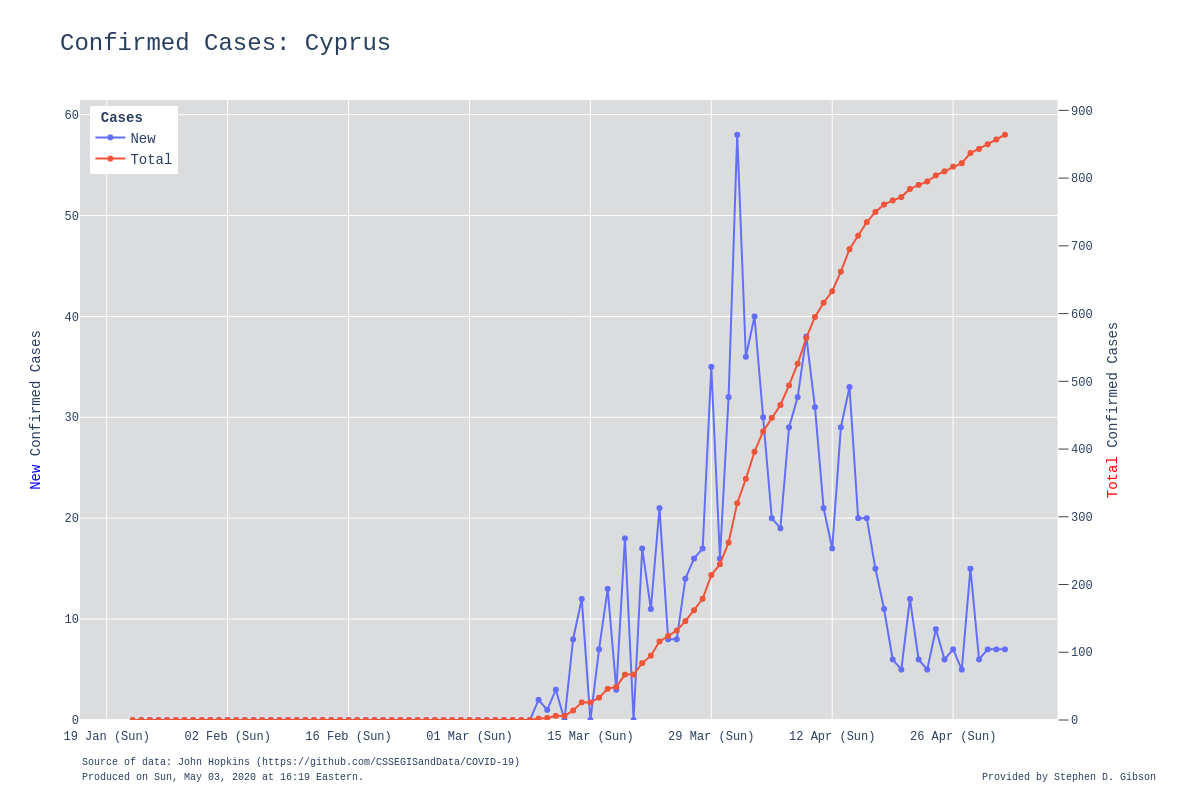 Confirmed Cases: Cyprus
Cases
New
Total
60
50
40
30
20
10
0
900
800
700
600
500
400
300
200
100
0
New Confirmed Cases
Total Confirmed Cases
19 Jan (Sun)
02 Feb (Sun)
16 Feb (Sun)
01 Mar (Sun)
15 Mar (Sun)
29 Mar (Sun)
12 Apr (Sun)
26 Apr (Sun)
Source of data: John Hopkins (https://github.com/CSSEGISandData/COVID-19)
Produced on Sun, May 03, 2020 at 16:19 Eastern.
Provided by Stephen D. Gibson